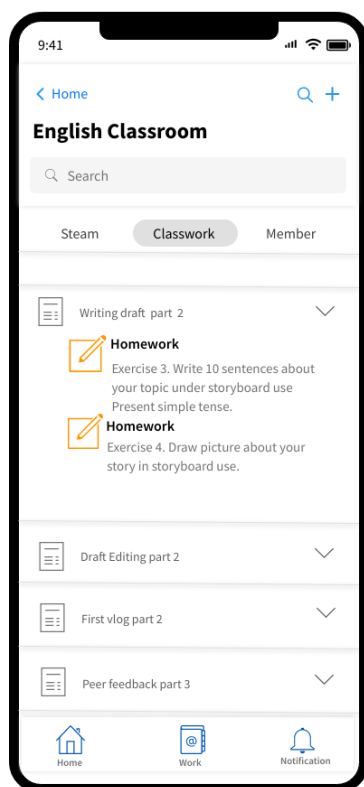 9:41
Home
English Classroom
Search
Steam Classwork Member
Writing draft part 2
Homework
Exercise 3. Write 10 sentences about
your topic under storyboard use
Present simple tense.
Homework
Exercise 4. Draw picture about your
story in storyboard use.
Draft Editing part 2
First vlog part 2
Peer feedback part 3
@
Home Work Notification